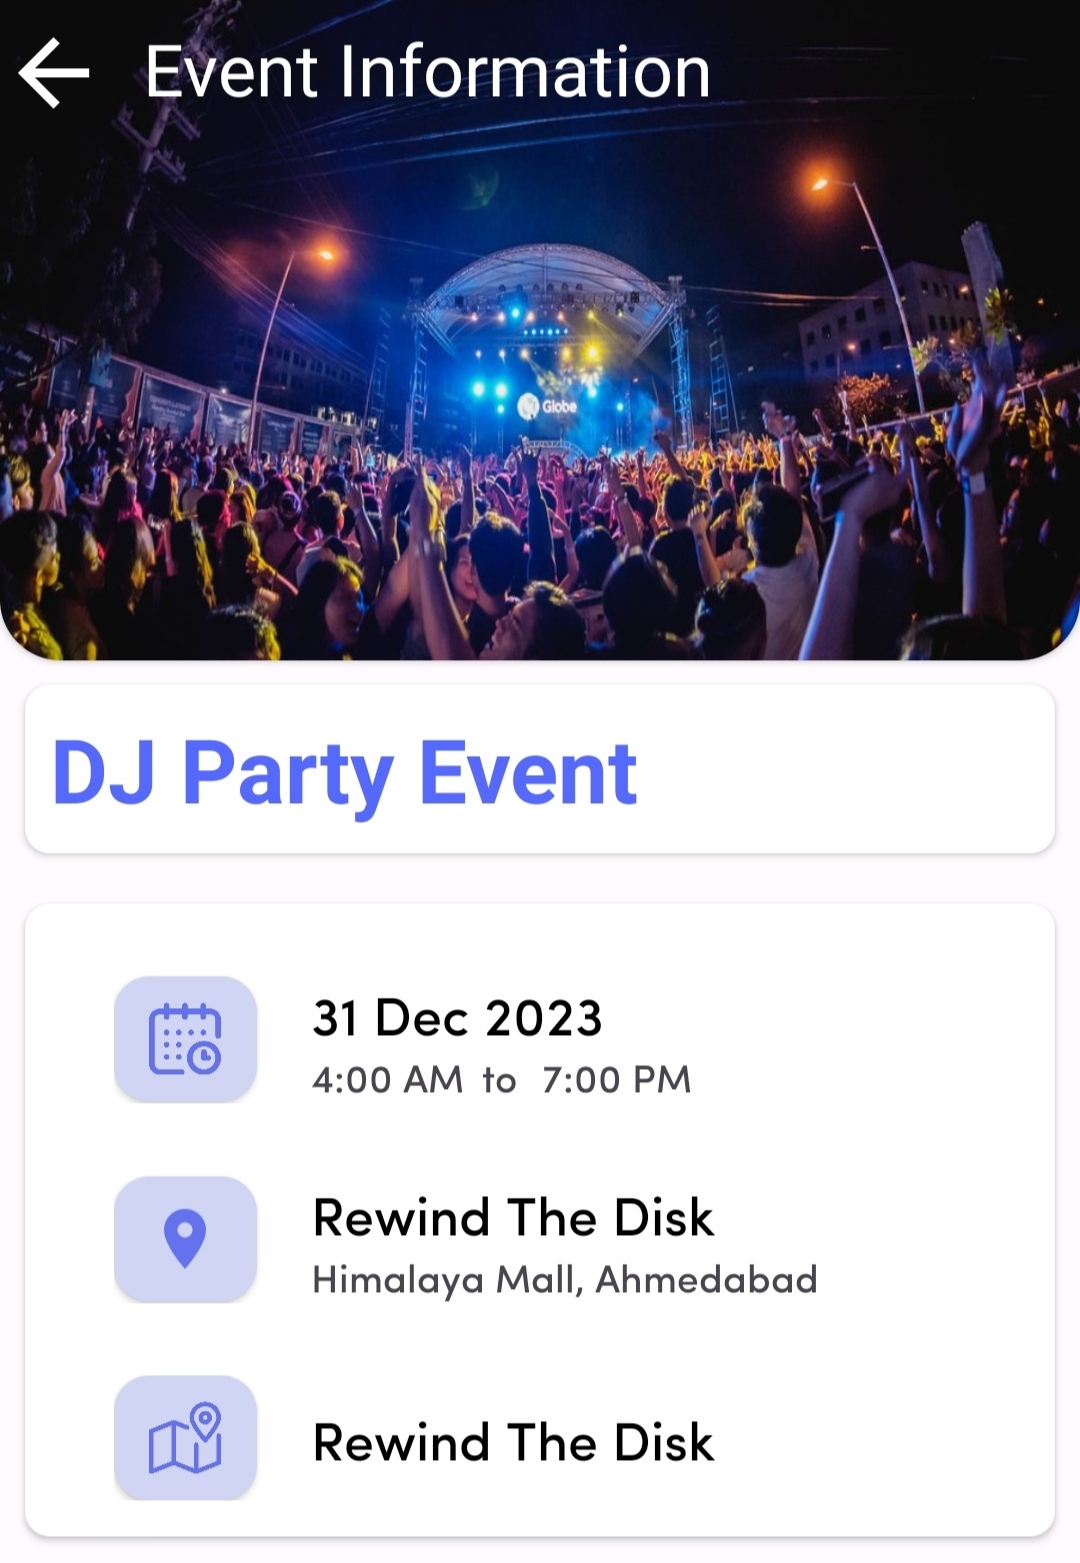 Event Information
Globe
DJ Party Event
31 Dec 2023
4:00 AM to 7:00 PM
Rewind The Disk
Himalaya Mall, Ahmedabad
Rewind The Disk